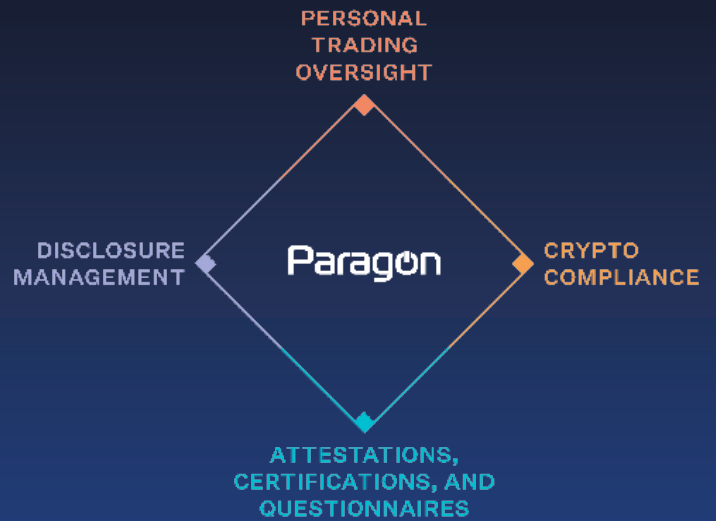 PERSONAL
TRADING
OVERSIGHT
DISCLOSURE
MANAGEMENT
Paragon
CRYPTO
COMPLIANCE
ATTESTATIONS,
CERTIFICATIONS, AND
QUESTIONNAIRES